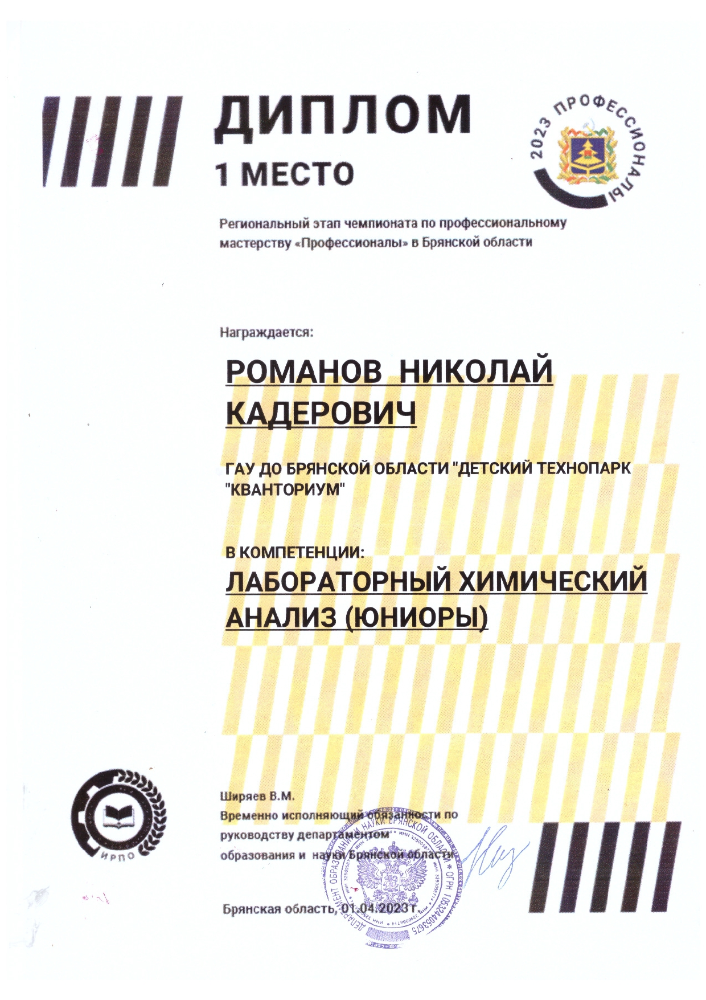 ДИПЛОМ
2023 ПРОФЕССИОНАЛЫ
1 МЕСТО
Региональный этап чемпионата по профессиональному
мастерству «Профессионалы» в Брянской области
Награждается:
РОМАНОВ НИКОЛАЙ
КАДЕРОВИЧ
ГАУ ДО БРЯНСКОЙ ОБЛАСТИ "ДЕТСКИЙ ТЕХНОПАРК
"КВАНТОРИУМ"
В КОМПЕТЕНЦИИ:
ЛАБОРАТОРНЫЙ ХИМИЧЕСКИЙ
АНАЛИЗ (ЮНИОРЫ)
Ширяев В.М.
Временно исполняющий обязанности по
руководству департаментом
образования и науки Брянской области
ИРПО
Брянская область, 01.04.2023 г.
ДЕПАРТАМЕНТ ОБРАЗОВАНИЯ И НАУКИ БРЯНСКОЙ ОБЛАСТИ * ОГРН 1053244053675